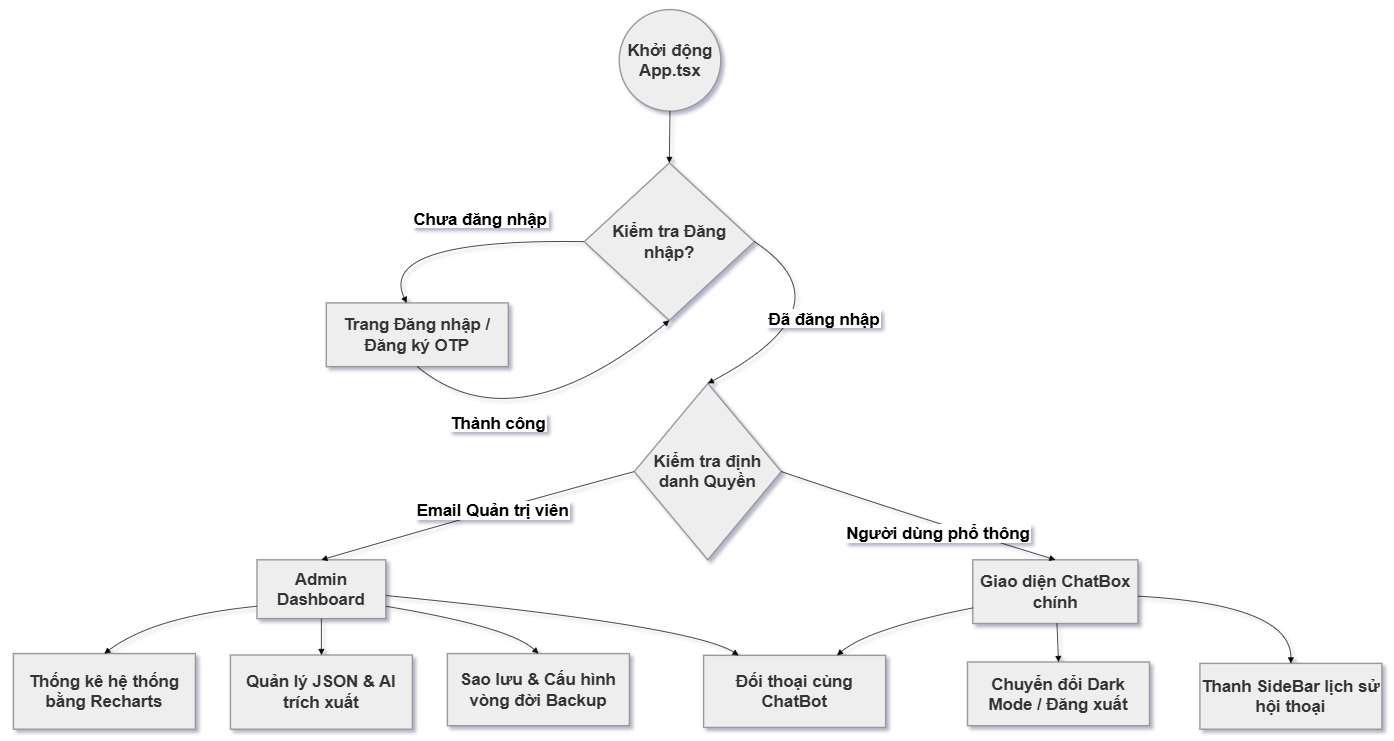 Khởi động
App.tsx
Chưa đăng nhập
Kiểm tra Đăng
nhập?
Trang Đăng nhập /
Đăng ký OTP
Đã đăng nhập
Thành công
Kiểm tra định
danh Quyền
Email Quản trị viên
Người dùng phổ thông
Admin
Dashboard
Giao diện ChatBox
chính
Thống kê hệ thống
bằng Recharts
Quản lý JSON & AI
trích xuất
Sao lưu & Cấu hình
vòng đời Backup
Đối thoại cùng
ChatBot
Chuyển đổi Dark
Mode / Đăng xuất
Thanh SideBar lịch sử
hội thoại